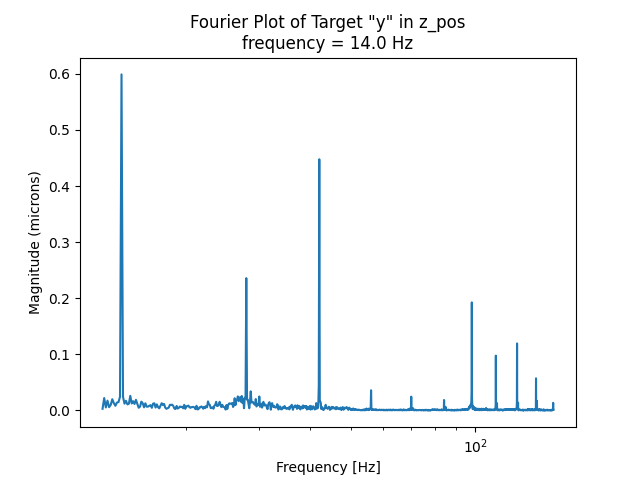 Fourier Plot of Target "y" in z_pos
frequency = 14.0 Hz
0.6
0.5
0.4
0.3
0.2
0.1
0.0
Magnitude (microns)
10²
Frequency [Hz]